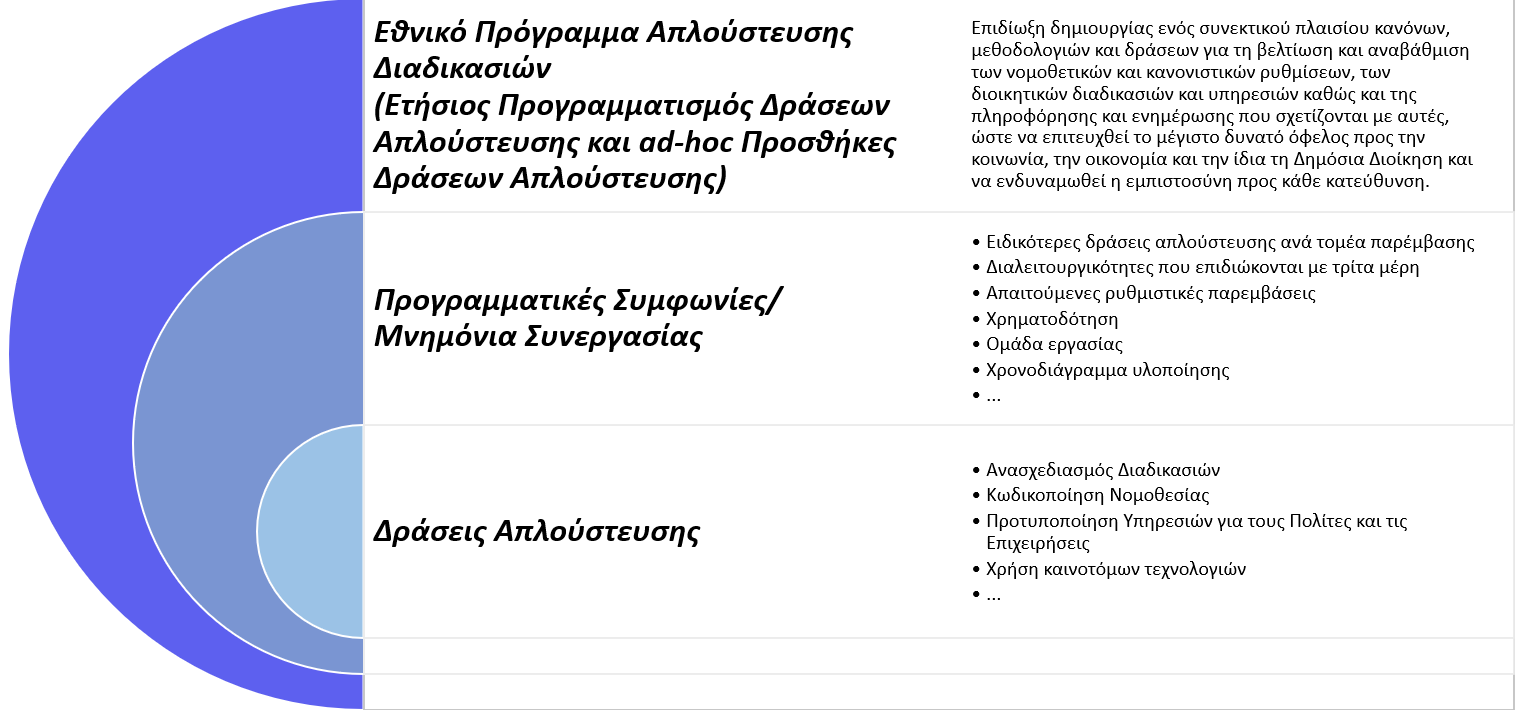 Εθνικό Πρόγραμμα Απλούστευσης
Διαδικασιών
(Ετήσιος Προγραμματισμός Δράσεων
Απλούστευσης και ad-hoc Προσθήκες
Δράσεων Απλούστευσης)
Επιδίωξη δημιουργίας ενός συνεκτικού πλαισίου κανόνων,
μεθοδολογιών και δράσεων για τη βελτίωση και αναβάθμιση
των νομοθετικών και κανονιστικών ρυθμίσεων, των
διοικητικών διαδικασιών και υπηρεσιών καθώς και της
πληροφόρησης και ενημέρωσης που σχετίζονται με αυτές,
ώστε να επιτευχθεί το μέγιστο δυνατό όφελος προς την
κοινωνία, την οικονομία και την ίδια τη Δημόσια Διοίκηση και
να ενδυναμωθεί η εμπιστοσύνη προς κάθε κατεύθυνση.
Προγραμματικές Συμφωνίες/
Μνημόνια Συνεργασίας
• Ειδικότερες δράσεις απλούστευσης ανά τομέα παρέμβασης
• Διαλειτουργικότητες που επιδιώκονται με τρίτα μέρη
• Απαιτούμενες ρυθμιστικές παρεμβάσεις
• Χρηματοδότηση
• Ομάδα εργασίας
• Χρονοδιάγραμμα υλοποίησης
• ...
Δράσεις Απλούστευσης
• Ανασχεδιασμός Διαδικασιών
• Κωδικοποίηση Νομοθεσίας
• Προτυποποίηση Υπηρεσιών για τους Πολίτες και τις
Επιχειρήσεις
• Χρήση καινοτόμων τεχνολογιών
• ...